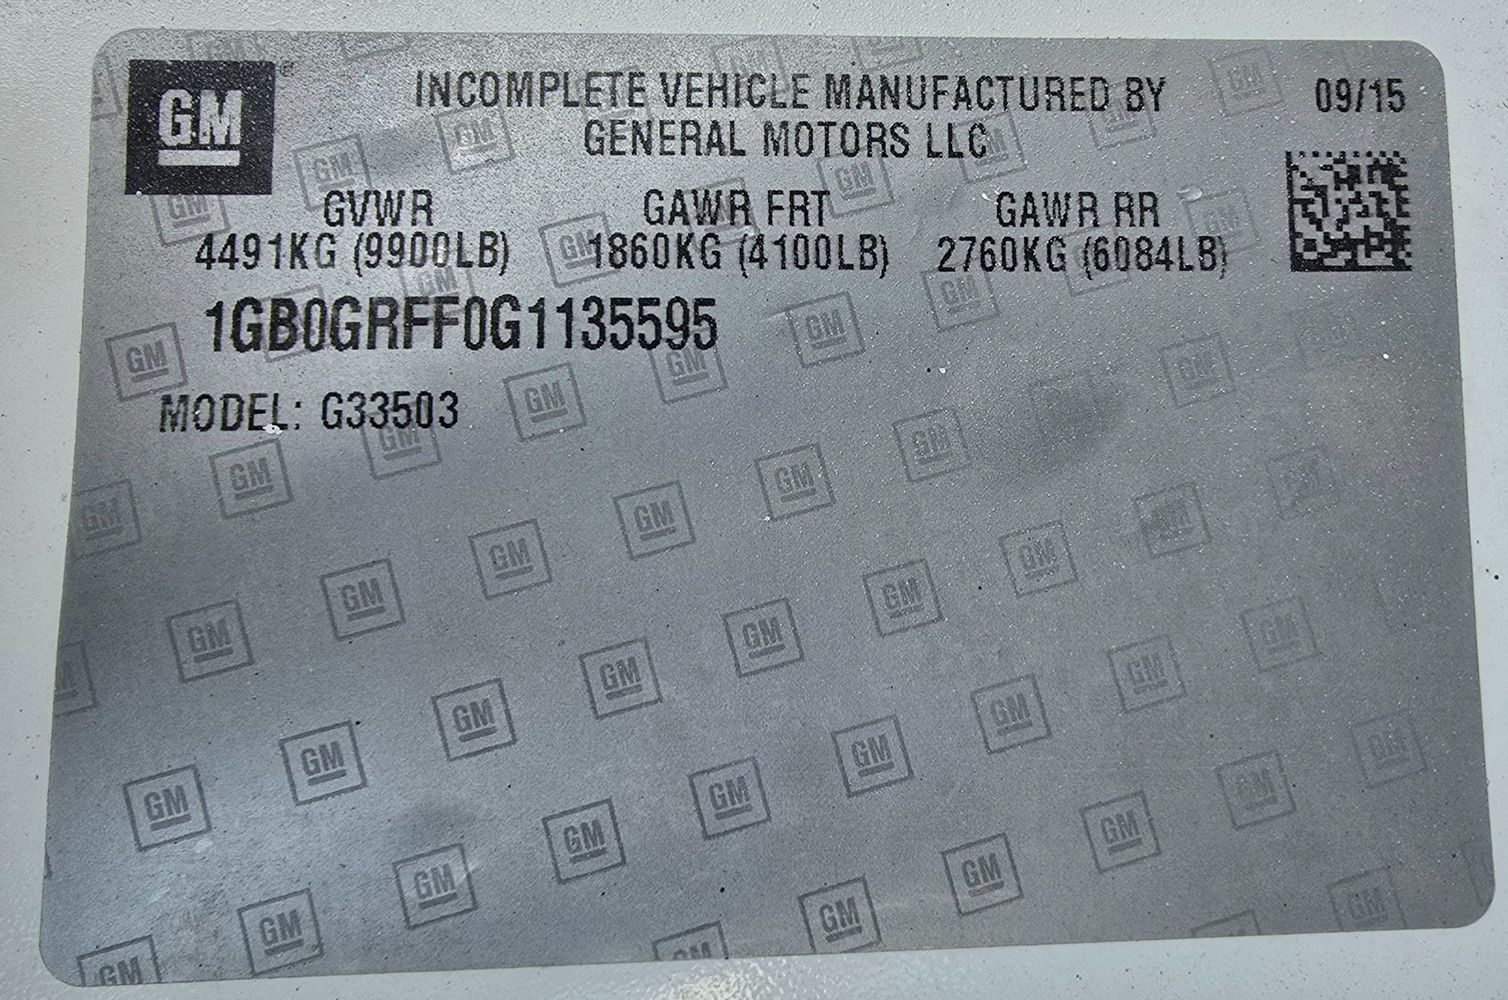 GM
INCOMPLETE VEHICLE MANUFACTURED BY
GENERAL MOTORS LLC
09/15
GVWR GAWR FRT GAWR RR
4491KG (9900LB) 1860KG (4100LB) 2760KG (6084LB)
1GB0GRFF0G1135595
MODEL: G33503